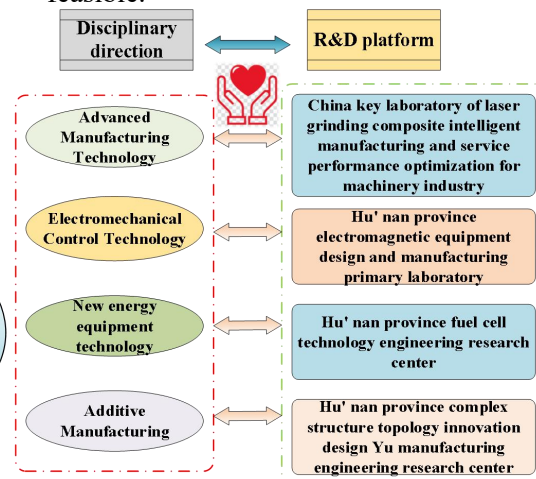 feasible.
Disciplinary
direction
R&D platform
Advanced
Manufacturing
Technology
China key laboratory of laser
grinding composite intelligent
manufacturing and service
performance optimization for
machinery industry
Electromechanical
Control Technology
Hu' nan province
electromagnetic equipment
design and manufacturing
primary laboratory
New energy
equipment
technology
Hu' nan province fuel cell
technology engineering research
center
Additive
Manufacturing
Hu' nan province complex
structure topology innovation
design Yu manufacturing
engineering research center